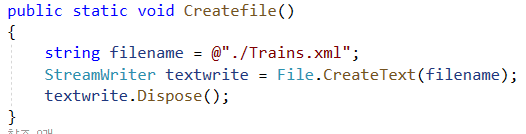 public static void Createfile()
{
string filename = @"./Trains.xml";
StreamWriter textwrite = File.CreateText(filename);
textwrite.Dispose();
}